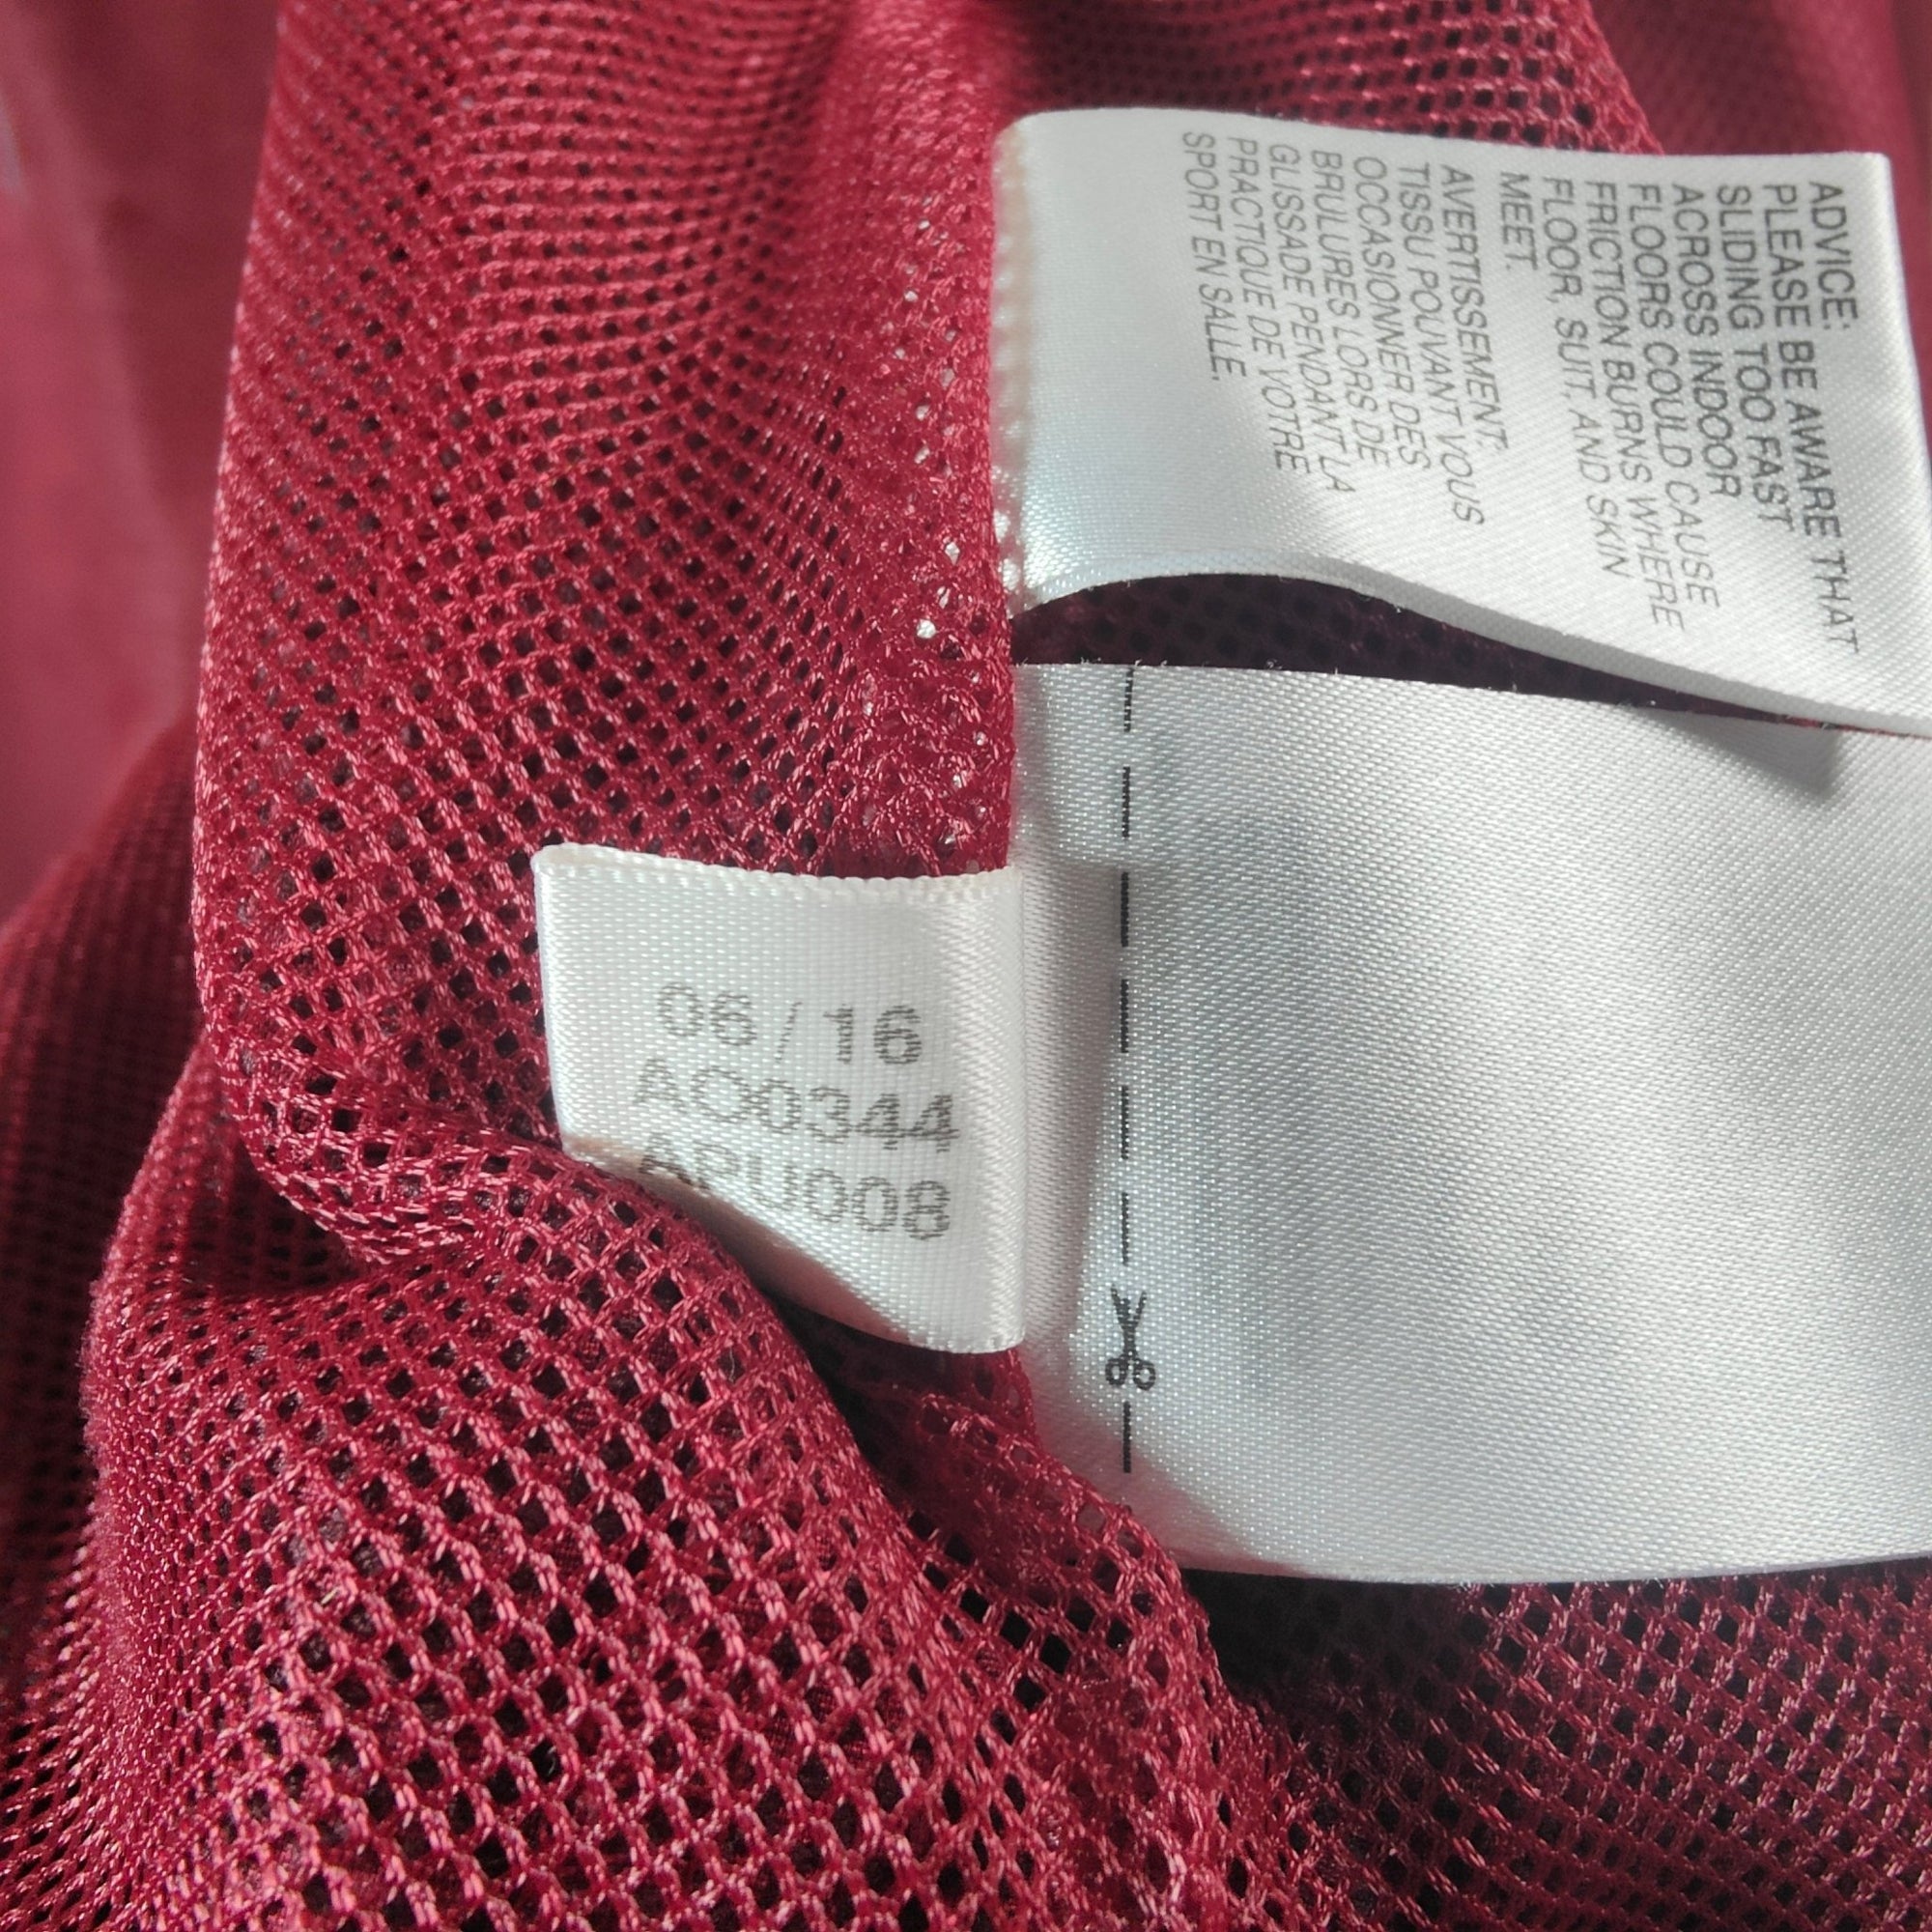 ADVICE:
PLEASE BE AWARE THAT
SLIDING TOO FAST
ACROSS INDOOR
FLOORS COULD CAUSE
FRICTION BURNS WHERE
FLOOR, SUIT, AND SKIN
MEET.
AVERTISSEMENT:
TISSU POUVANT VOUS
OCCASIONNER DES
BRULURES LORS DE
GLISSADE PENDANT LA
PRACTIQUE DE VOTRE
SPORT EN SALLE.
06/16
AO0344
APU008